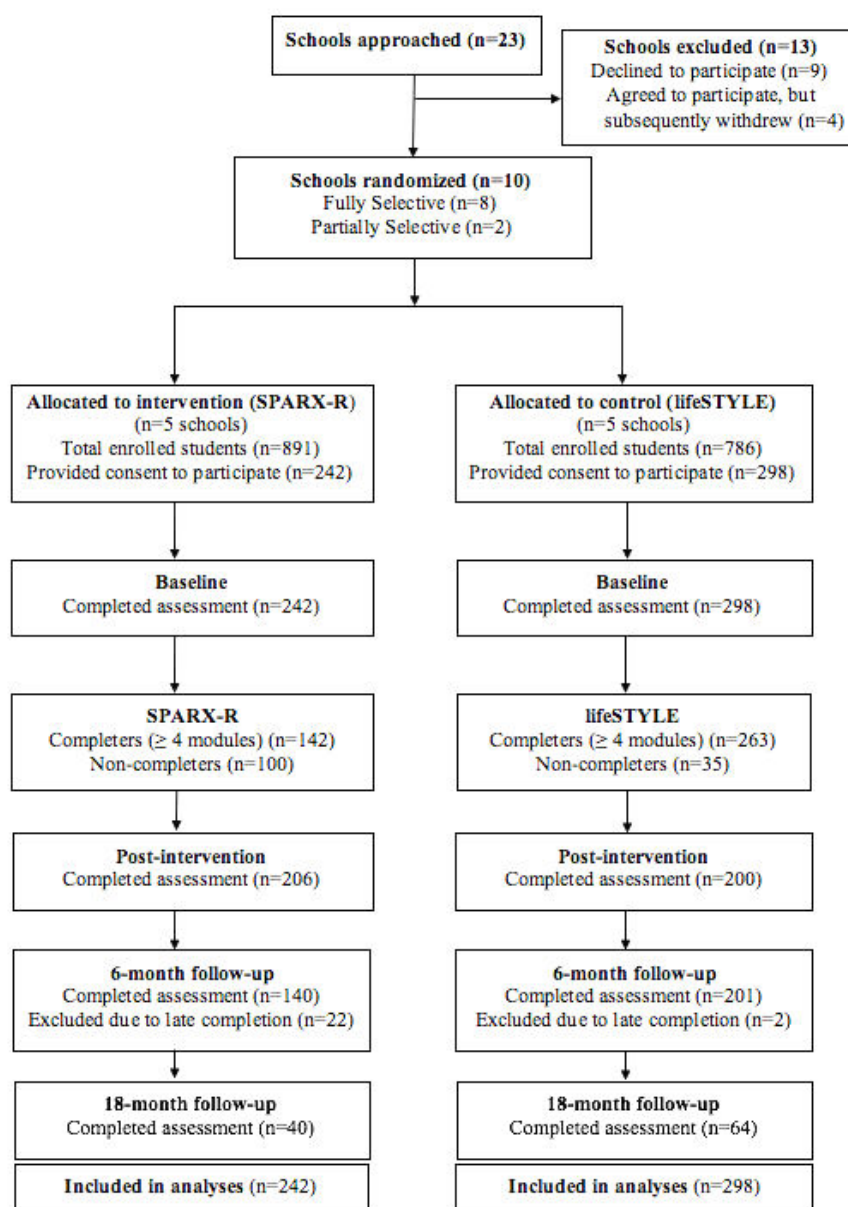 Schools approached (n=23)
Schools excluded (n=13)
Declined to participate (n=9)
Agreed to participate, but
subsequently withdrew (n=4)
Schools randomized (n=10)
Fully Selective (n=8)
Partially Selective (n=2)
Allocated to intervention (SPARX-R)
(n=5 schools)
Total enrolled students (n=891)
Provided consent to participate (n=242)
Allocated to control (lifeSTYLE)
(n=5 schools)
Total enrolled students (n=786)
Provided consent to participate (n=298)
Baseline
Completed assessment (n=242)
Baseline
Completed assessment (n=298)
SPARX-R
Completers (≥ 4 modules) (n=142)
Non-completers (n=100)
lifeSTYLE
Completers (≥ 4 modules) (n=263)
Non-completers (n=35)
Post-intervention
Completed assessment (n=206)
Post-intervention
Completed assessment (n=200)
6-month follow-up
Completed assessment (n=140)
Excluded due to late completion (n=22)
6-month follow-up
Completed assessment (n=201)
Excluded due to late completion (n=2)
18-month follow-up
Completed assessment (n=40)
18-month follow-up
Completed assessment (n=64)
Included in analyses (n=242)
Included in analyses (n=298)